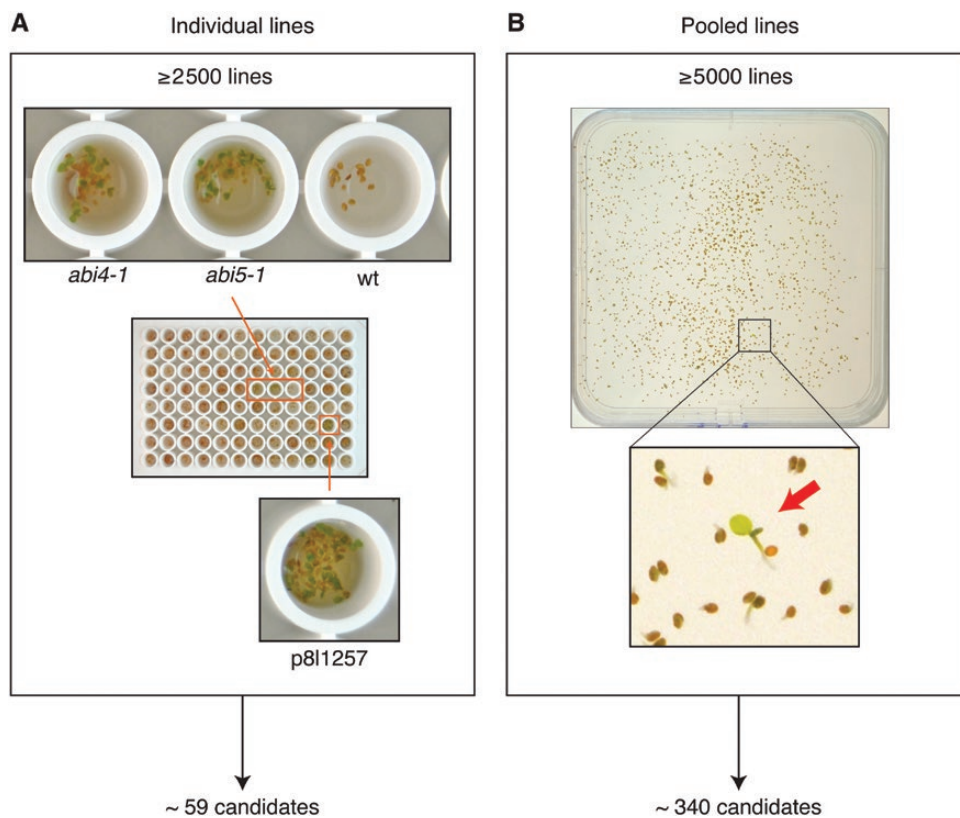 A
Individual lines
≥2500 lines
abi4-1
abi5-1
wt
p8l1257
~ 59 candidates
B
Pooled lines
≥5000 lines
~ 340 candidates